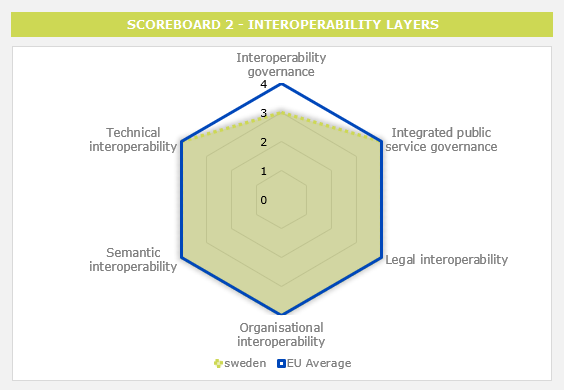 SCOREBOARD 2 - INTEROPERABILITY LAYERS
Interoperability
governance
4
3
2
1
0
Technical
interoperability
Integrated public
service governance
Semantic
interoperability
Legal interoperability
Organisational
interoperability
sweden EU Average